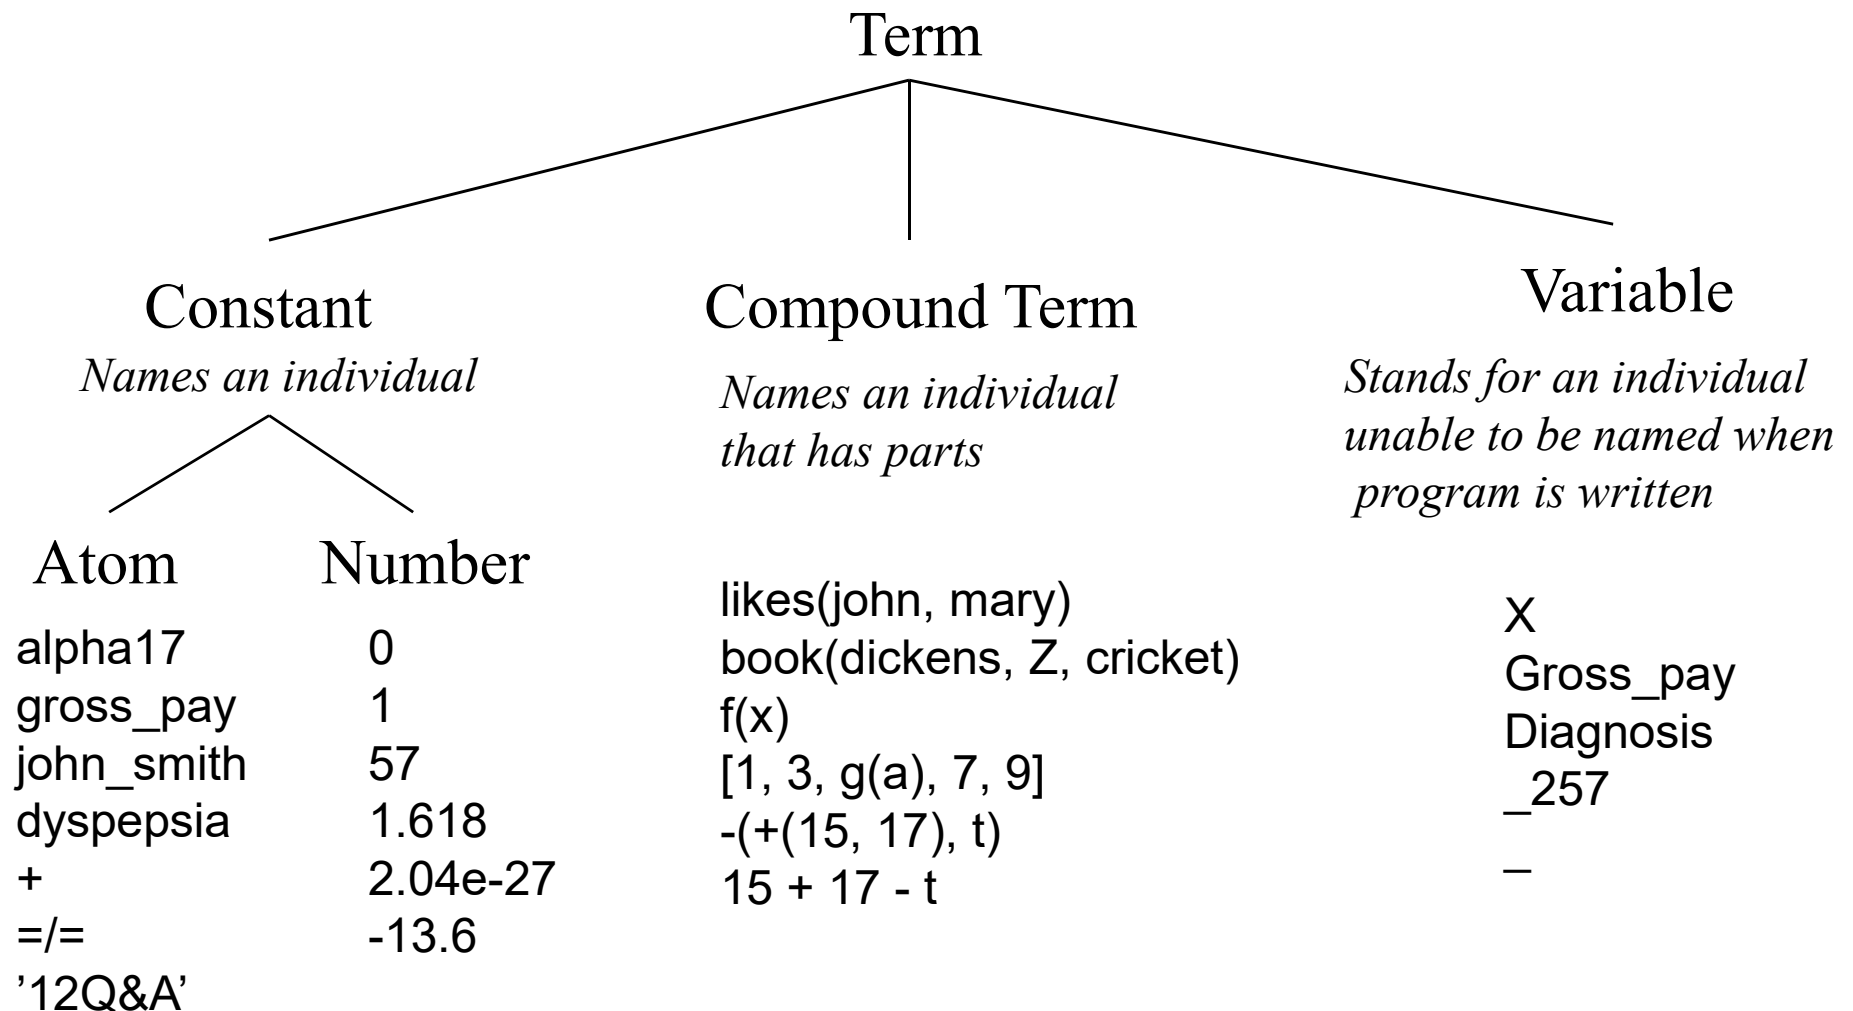 Term
Constant
Names an individual
Compound Term
Names an individual
that has parts
Variable
Stands for an individual
unable to be named when
program is written
Atom
alpha17
gross_pay
john_smith
dyspepsia
+
=/=
’12Q&A’
Number
0
1
57
1.618
2.04e-27
-13.6
likes(john, mary)
book(dickens, Z, cricket)
f(x)
[1, 3, g(a), 7, 9]
-(+(15, 17), t)
15 + 17 - t
X
Gross_pay
Diagnosis
_257
_